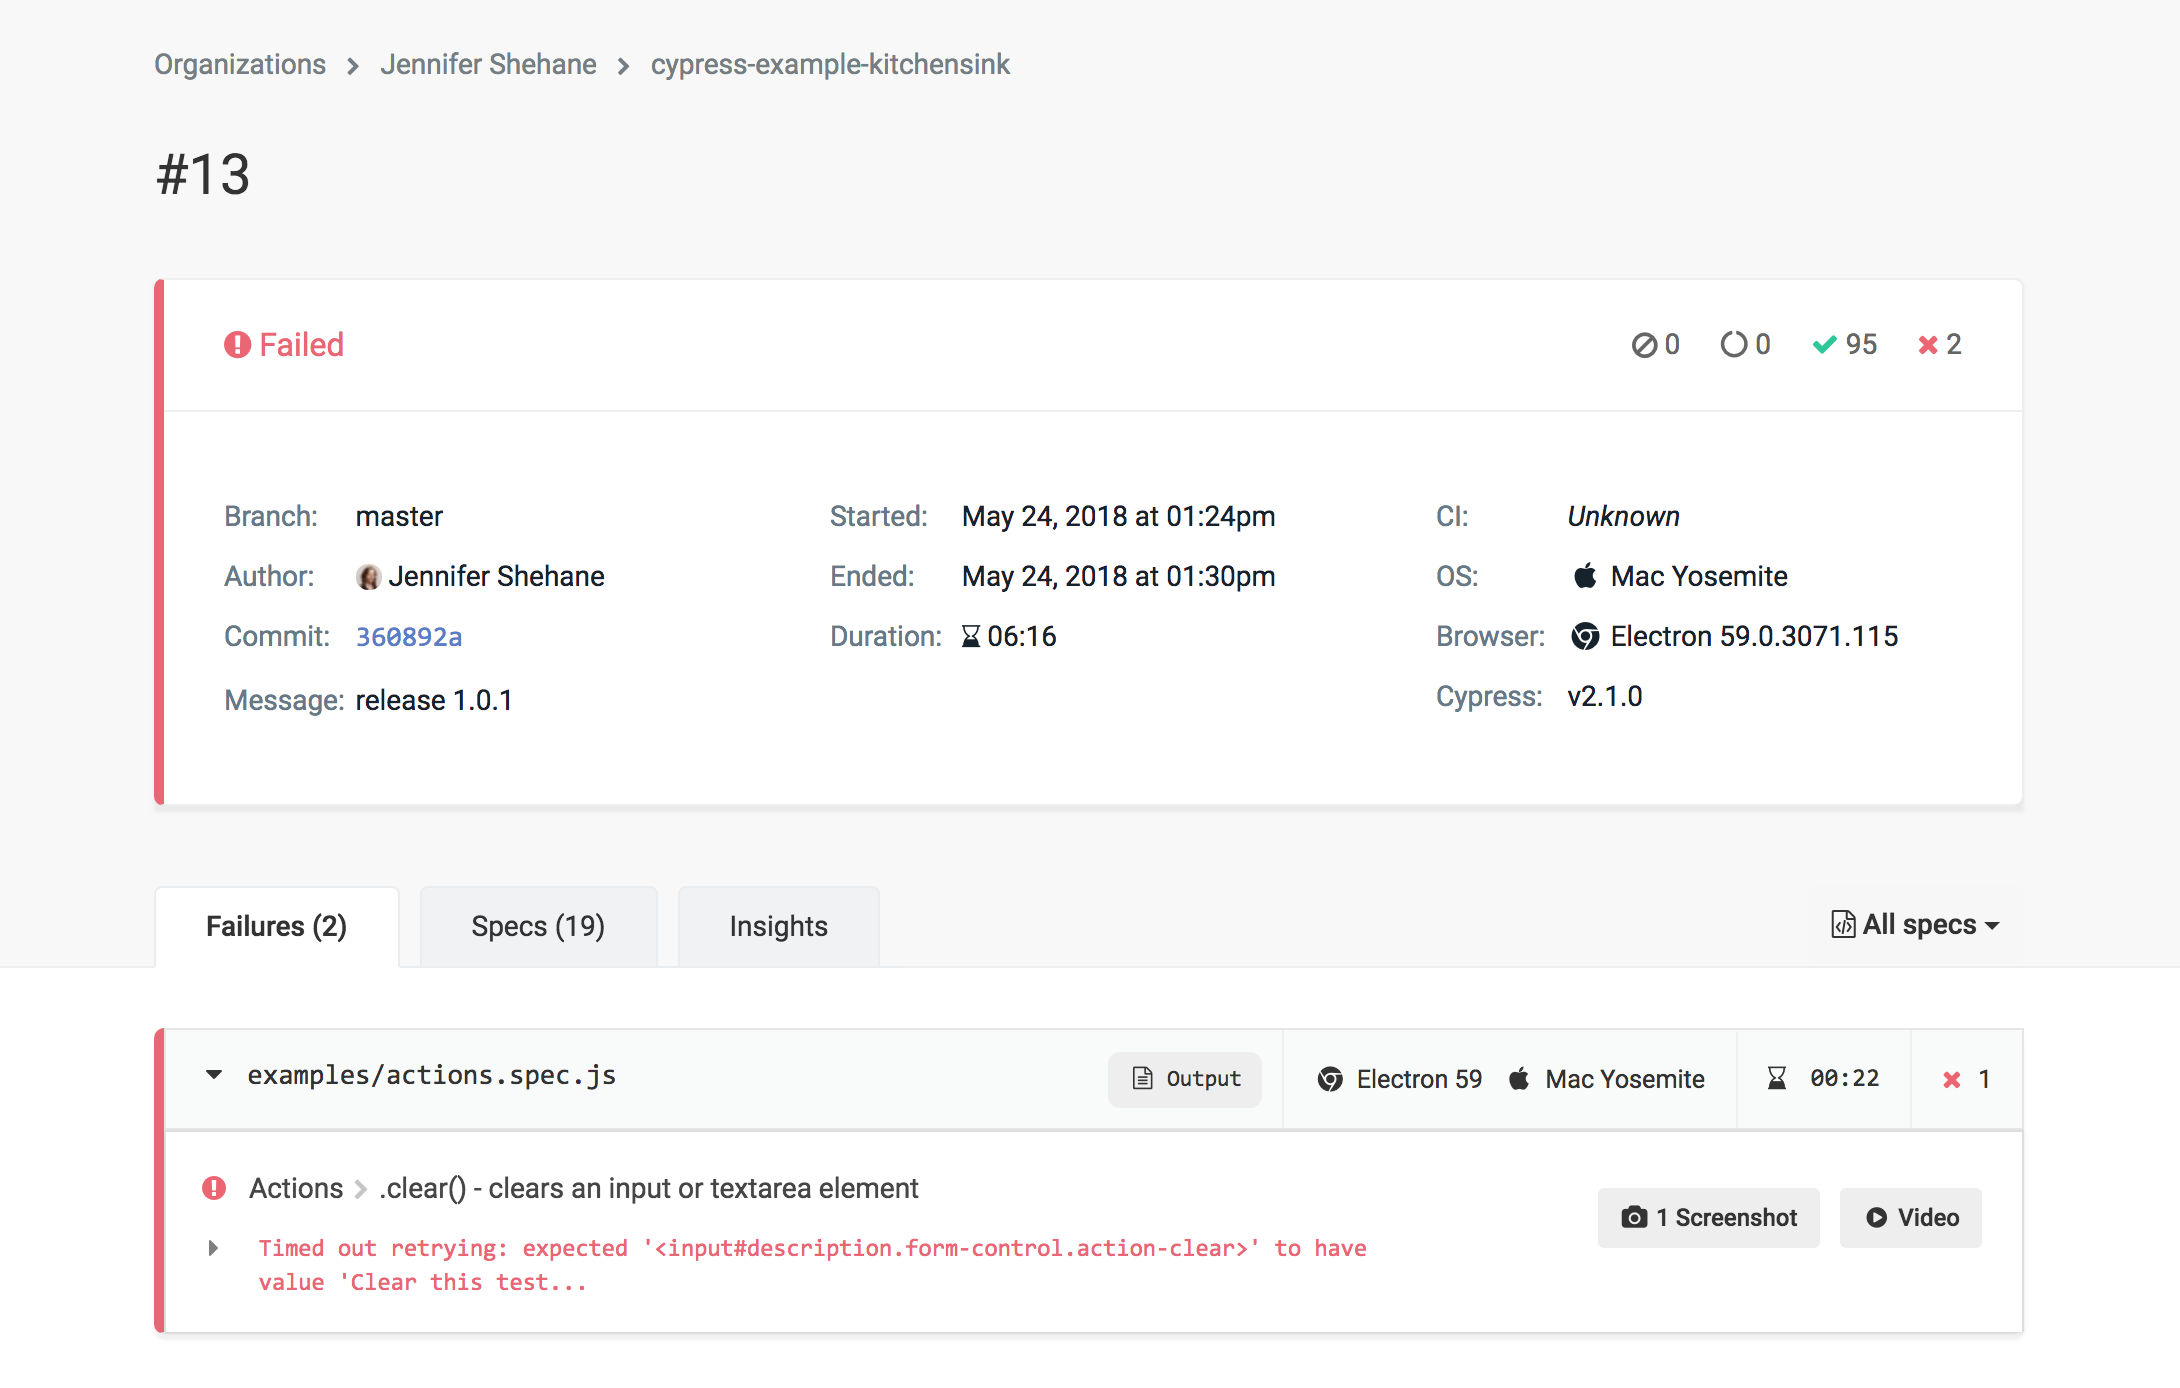 Organizations > Jennifer Shehane > cypress-example-kitchensink
#13
Failed 0 0 95 2
Branch: master
Author: Jennifer Shehane
Commit: 360892a
Message: release 1.0.1
Started: May 24, 2018 at 01:24pm
Ended: May 24, 2018 at 01:30pm
Duration: 06:16
CI: Unknown
OS: Mac Yosemite
Browser: Electron 59.0.3071.115
Cypress: v2.1.0
Failures (2) Specs (19) Insights All specs
examples/actions.spec.js Output Electron 59 Mac Yosemite 00:22 1
Actions > .clear() - clears an input or textarea element
1 Screenshot Video
Timed out retrying: expected '<input#description.form-control.action-clear>' to have
value 'Clear this test...